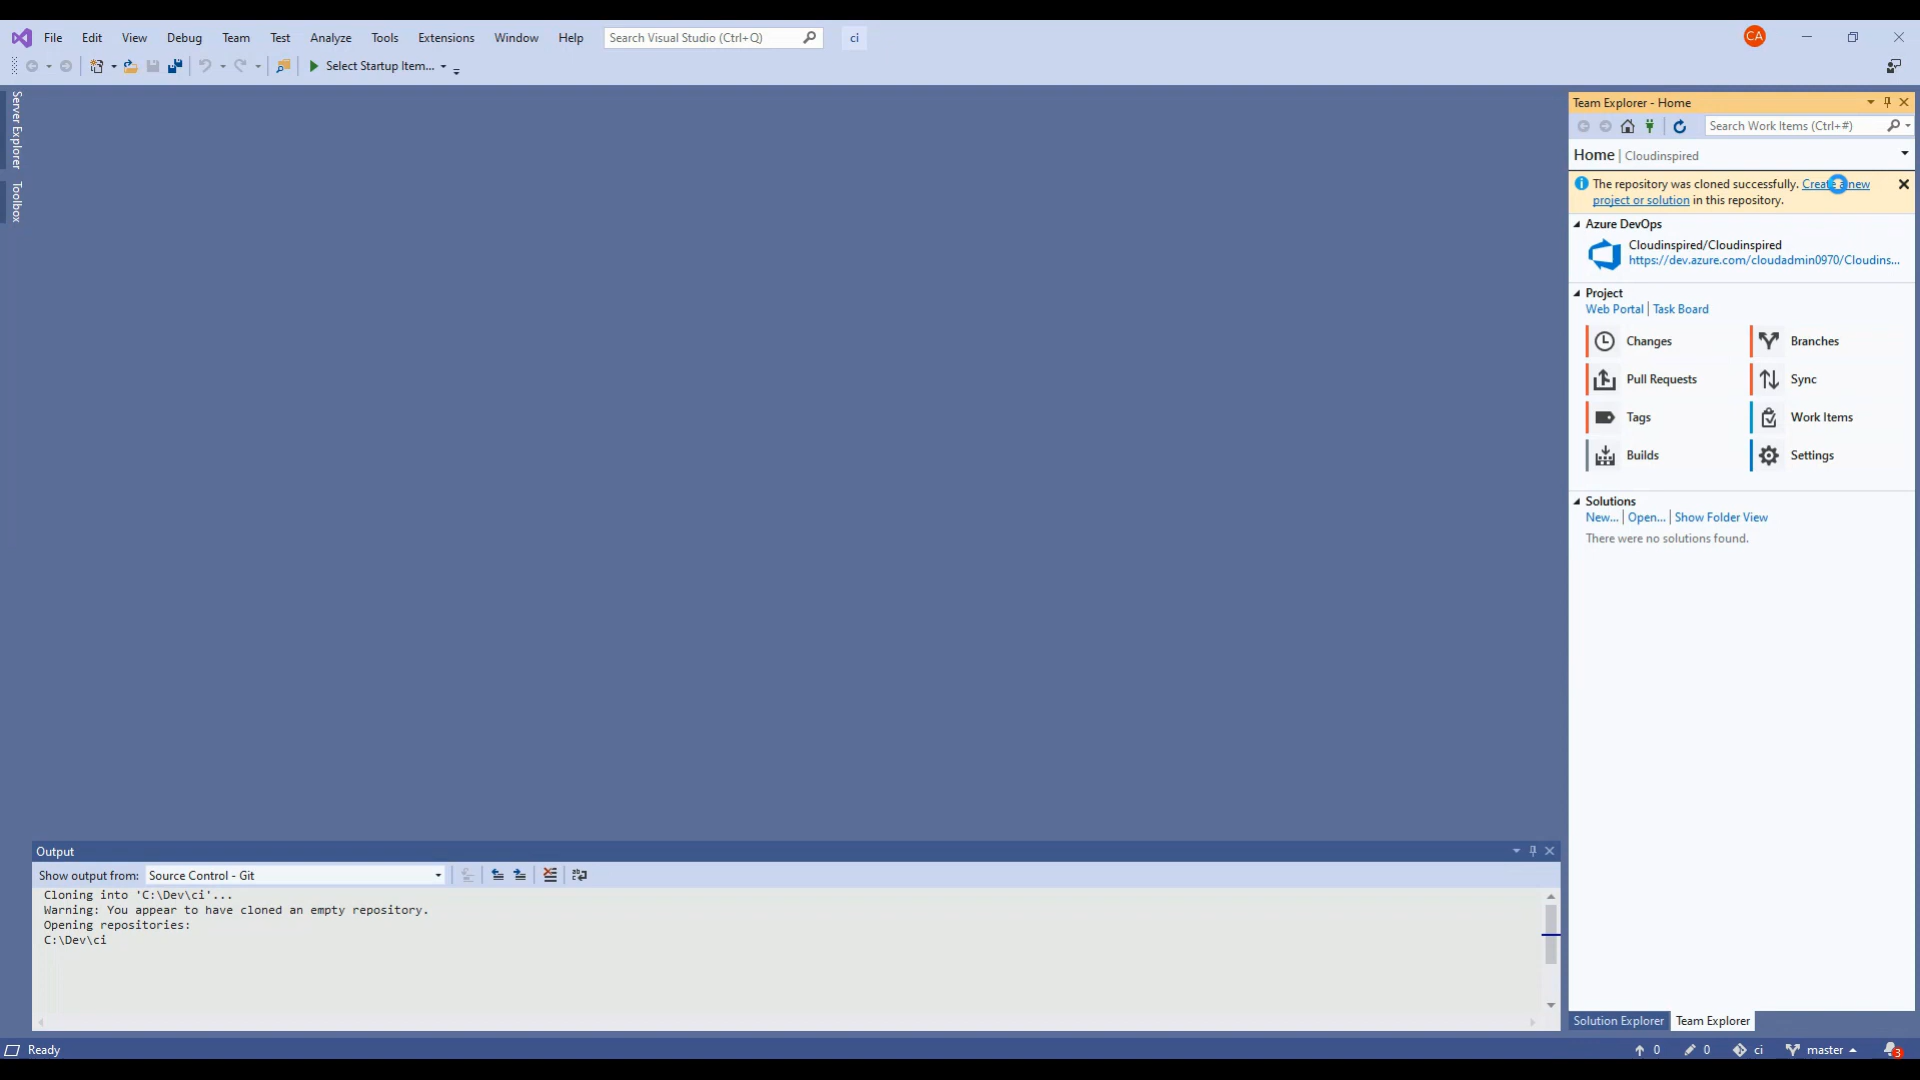 File Edit View Debug Team Test Analyze Tools Extensions Window Help Search Visual Studio (Ctrl+Q) ci CA
Select Startup Item...
Server Explorer
Toolbox
Team Explorer - Home
Search Work Items (Ctrl+#)
Home | Cloudinspired
The repository was cloned successfully. Create a new
project or solution in this repository.
Azure DevOps
Cloudinspired/Cloudinspired
https://dev.azure.com/cloudadmin0970/Cloudins...
Project
Web Portal | Task Board
Changes Branches
Pull Requests Sync
Tags Work Items
Builds Settings
Solutions
New... | Open... | Show Folder View
There were no solutions found.
Output
Show output from: Source Control - Git
Cloning into 'C:\Dev\ci'...
Warning: You appear to have cloned an empty repository.
Opening repositories:
C:\Dev\ci
Solution Explorer Team Explorer
Ready 0 0 ci master 3